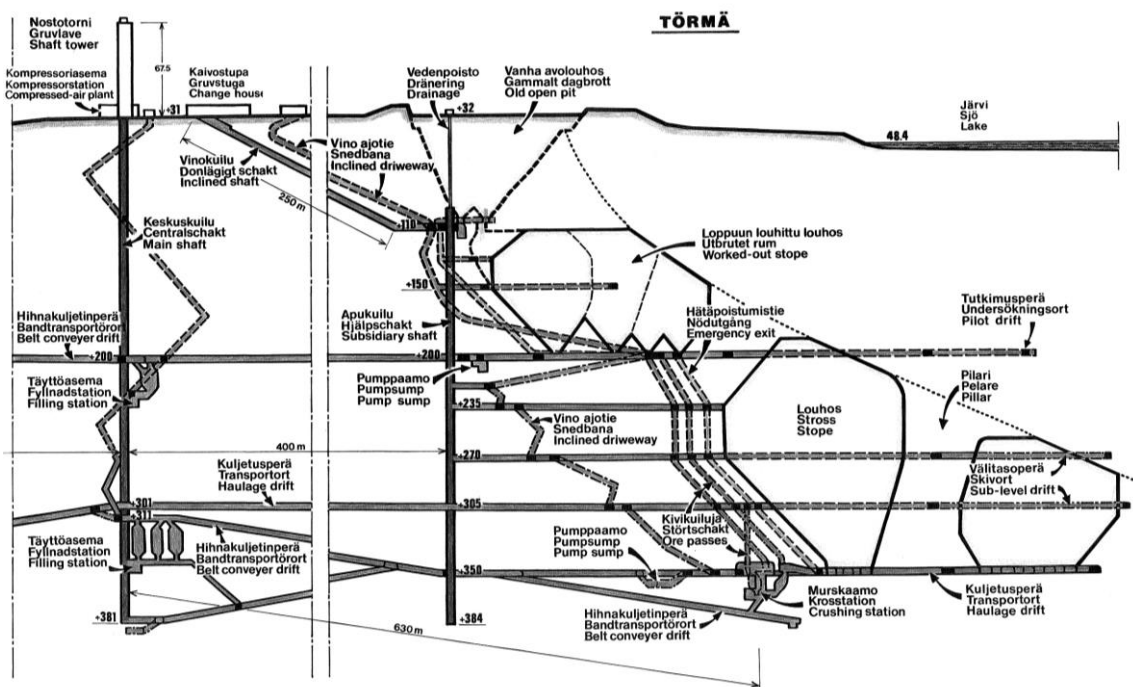 TÖRMÄ
Nostotorni
Gruvlave
Shaft tower
67.5
Kompressoriasema
Kompressorstation
Compressed-air plant
Kaivostupa
Gruvstuga
Change house
+31
Vedenpoisto
Dränering
Drainage
+32
Vanha avolouhos
Gammalt dagbrott
Old open pit
Järvi
Sjö
Lake
48.4
Vinokuilu
Donlägigt schakt
Inclined shaft
Vino ajotie
Snedbana
Inclined driweway
250 m
Keskuskuilu
Centralschakt
Main shaft
-110
Loppuun louhittu louhos
Utbrutet rum
Worked-out stope
+150
Hihnakuljetinperä
Bandtransportörort
Belt conveyer drift
+200
Apukuilu
Hjälpschakt
Subsidiary shaft
+200
Hätäpoistumistie
Nödutgång
Emergency exit
Tutkimusperä
Undersökningsort
Pilot drift
Täyttöasema
Fyllnadstation
Filling station
Pumppaamo
Pumpsump
Pump sump
+235
Vino ajotie
Snedbana
Inclined driweway
Louhos
Stross
Stope
Pilari
Pelare
Pillar
400 m
+270
Kuljetusperä
Transportort
Haulage drift
Välitasoperä
Skivort
Sub-level drift
+301
+311
+305
Täyttöasema
Fyllnadstation
Filling station
Hihnakuljetinperä
Bandtransportörort
Belt conveyer drift
Pumppaamo
Pumpsump
Pump sump
Kivikuiluja
Störtschakt
Ore passes
+350
+381
+384
Hihnakuljetinperä
Bandtransportörort
Belt conveyer drift
Murskaamo
Krosstation
Crushing station
Kuljetusperä
Transportort
Haulage drift
630 m